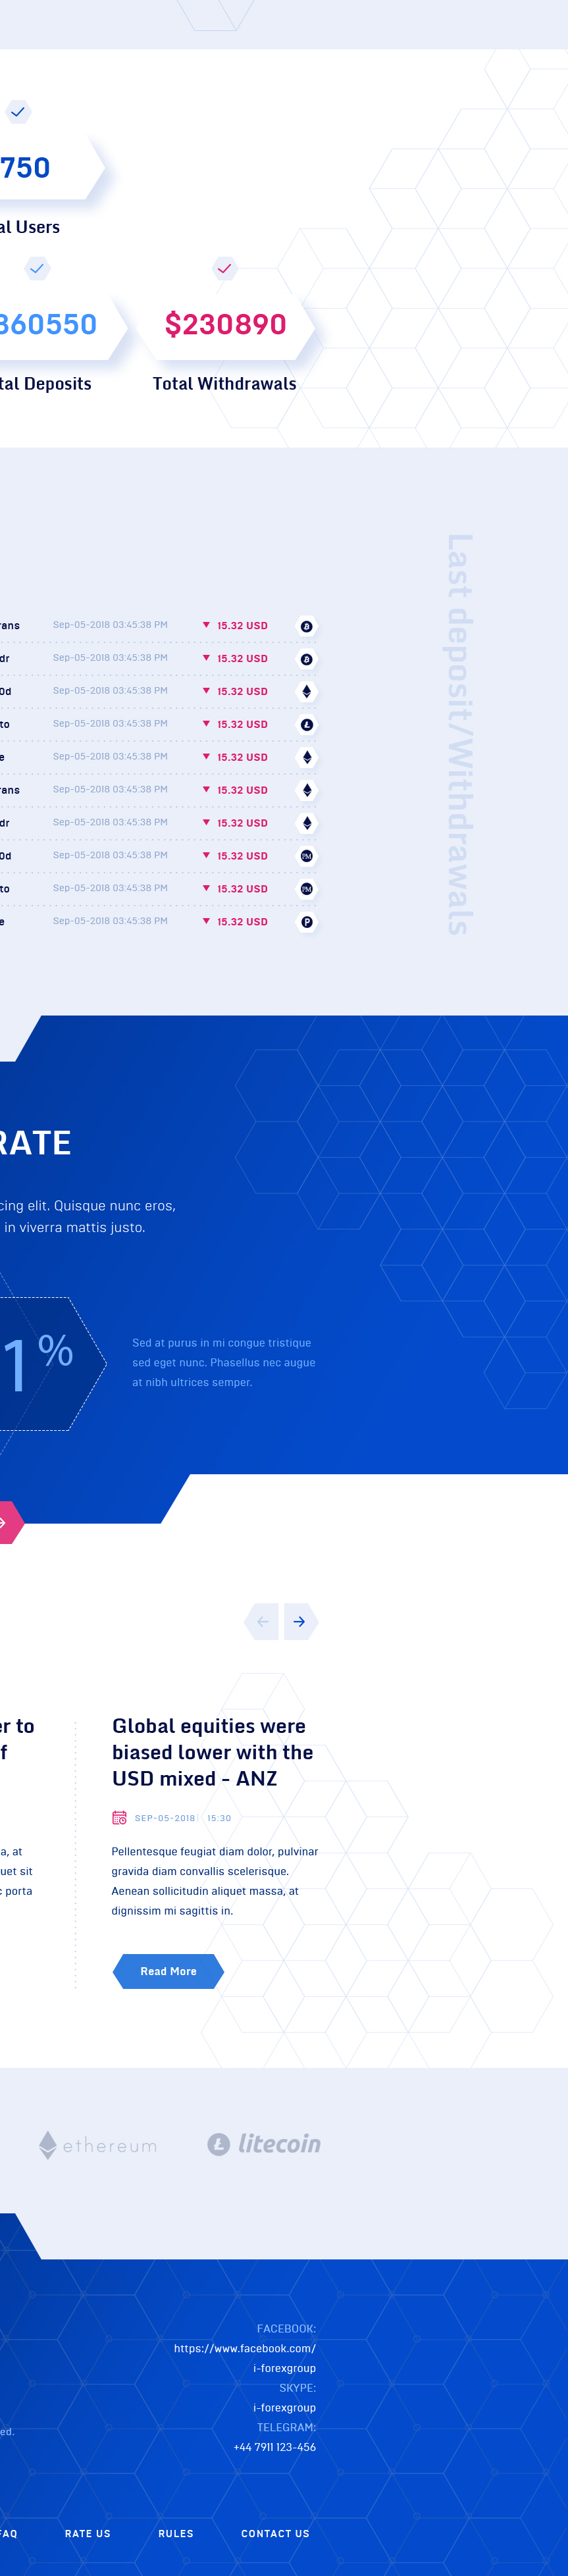 750
al Users
360550
$230890
tal Deposits
Total Withdrawals
Last deposit/Withdrawals
rans Sep-05-2018 03:45:38 PM 15.32 USD
dr Sep-05-2018 03:45:38 PM 15.32 USD
0d Sep-05-2018 03:45:38 PM 15.32 USD
to Sep-05-2018 03:45:38 PM 15.32 USD
e Sep-05-2018 03:45:38 PM 15.32 USD
rans Sep-05-2018 03:45:38 PM 15.32 USD
dr Sep-05-2018 03:45:38 PM 15.32 USD
0d Sep-05-2018 03:45:38 PM 15.32 USD
to Sep-05-2018 03:45:38 PM 15.32 USD
e Sep-05-2018 03:45:38 PM 15.32 USD
RATE
cing elit. Quisque nunc eros,
in viverra mattis justo.
1%
Sed at purus in mi congue tristique
sed eget nunc. Phasellus nec augue
at nibh ultrices semper.
er to
f
a, at
uet sit
c porta
Global equities were
biased lower with the
USD mixed - ANZ
SEP-05-2018 15:30
Pellentesque feugiat diam dolor, pulvinar
gravida diam convallis scelerisque.
Aenean sollicitudin aliquet massa, at
dignissim mi sagittis in.
Read More
ethereum
litecoin
FACEBOOK:
https://www.facebook.com/
i-forexgroup
SKYPE:
i-forexgroup
TELEGRAM:
+44 7911 123-456
ed.
FAQ RATE US RULES CONTACT US